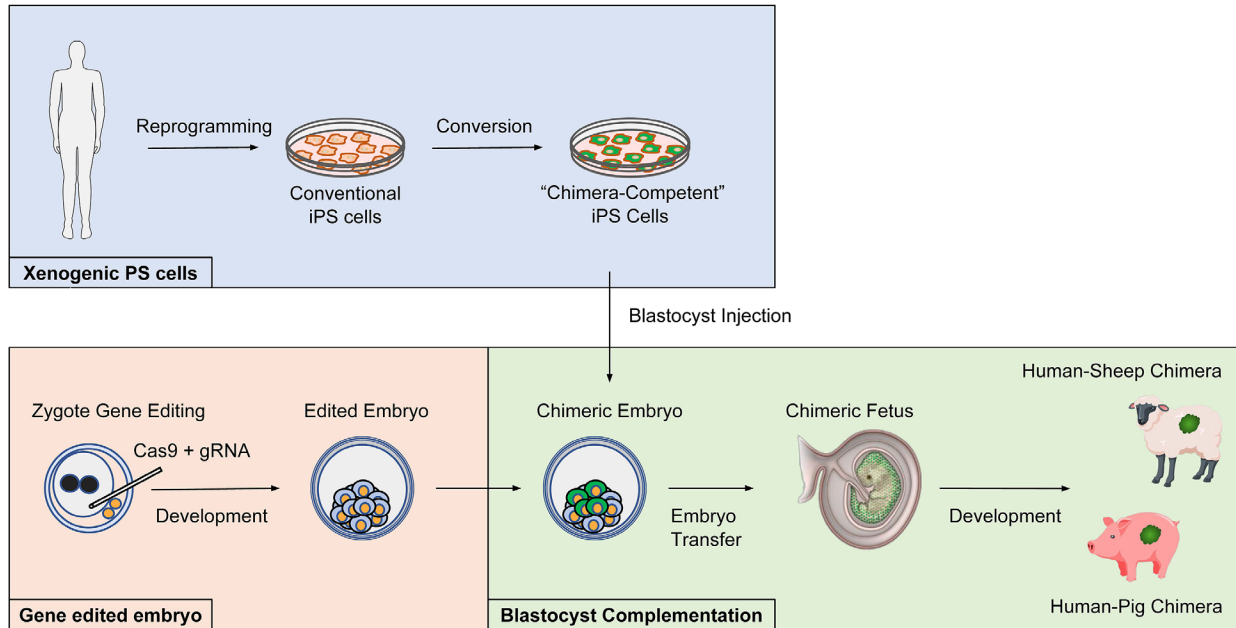 Reprogramming
Conversion
Conventional
iPS cells
“Chimera-Competent”
iPS Cells
Xenogenic PS cells
Blastocyst Injection
Zygote Gene Editing
Cas9 + gRNA
Development
Edited Embryo
Gene edited embryo
Chimeric Embryo
Embryo
Transfer
Chimeric Fetus
Development
Human-Sheep Chimera
Human-Pig Chimera
Blastocyst Complementation